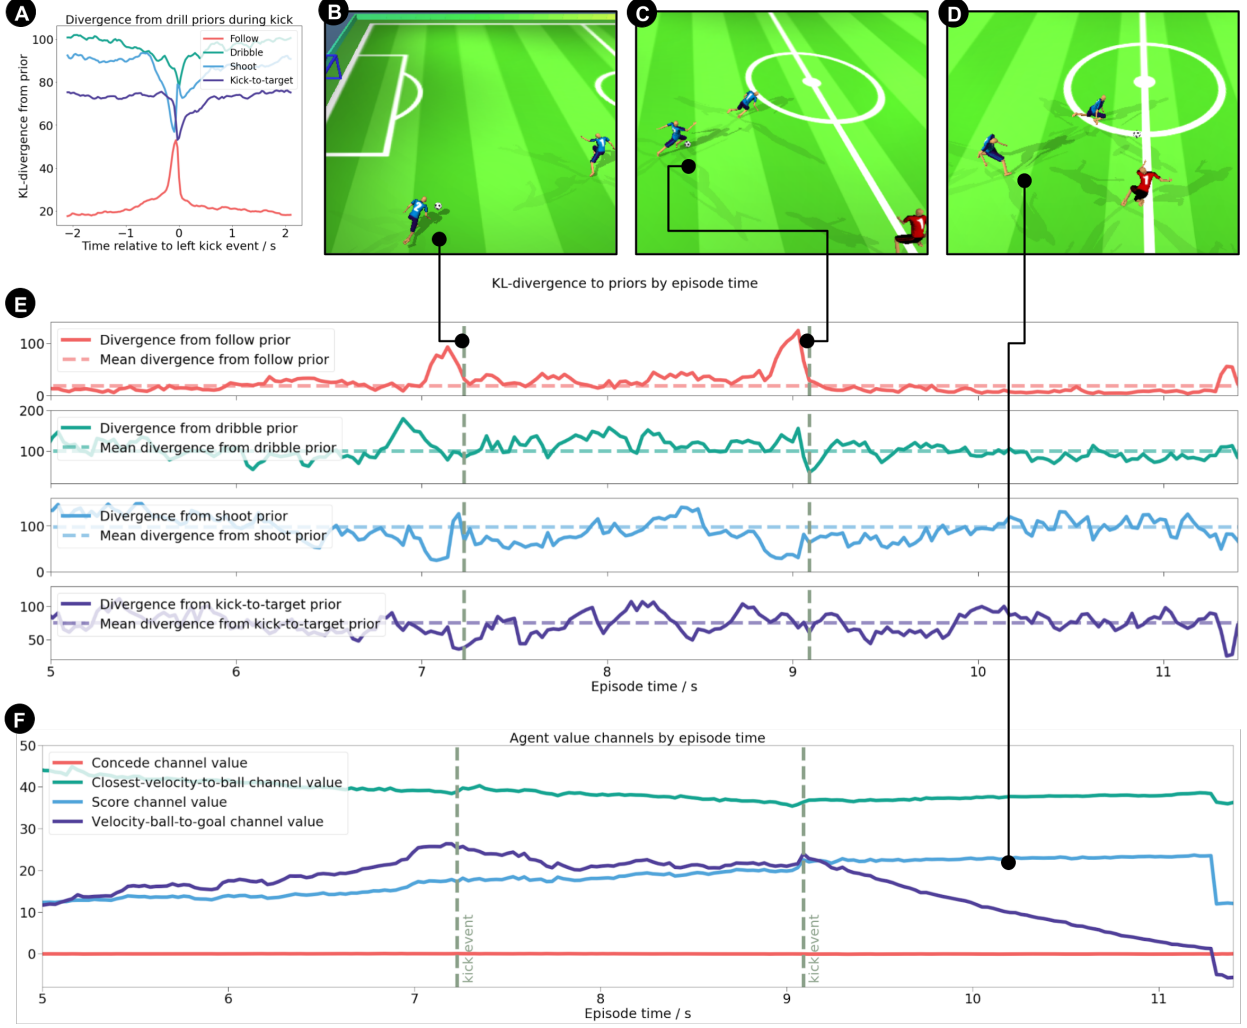 A
Divergence from drill priors during kick
KL-divergence from prior
100
80
60
40
20
Follow
Dribble
Shoot
Kick-to-target
−2
−1
0
1
2
Time relative to left kick event / s
B
2
1
C
2
1
1
D
1
KL-divergence to priors by episode time
E
100
0
Divergence from follow prior
Mean divergence from follow prior
200
100
Divergence from dribble prior
Mean divergence from dribble prior
100
0
Divergence from shoot prior
Mean divergence from shoot prior
100
50
Divergence from kick-to-target prior
Mean divergence from kick-to-target prior
5
6
7
8
9
10
11
Episode time / s
F
Agent value channels by episode time
50
40
30
20
10
0
Concede channel value
Closest-velocity-to-ball channel value
Score channel value
Velocity-ball-to-goal channel value
kick event
kick event
5
6
7
8
9
10
11
Episode time / s